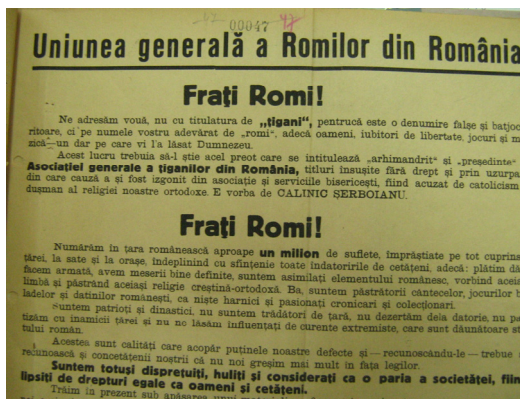 00047 47
Uniunea generală a Romilor din România
Frați Romi!
Ne adresăm vouă, nu cu titulatura de „țigani", pentrucă este o denumire falșe și batjoc
ritoare, ci pe numele vostru adevărat de „romi", adecă oameni, iubitori de libertate, jocuri și m
zică—un dar pe care vi l'a lăsat Dumnezeu.
Acest lucru trebuia să-l știe acel preot care se intitulează „arhimandrit" și „președinte"
Asociației generale a țiganilor din România, titluri însușite fără drept și prin uzurpa
din care cauză a și fost izgonit din asociație și serviciile bisericești, fiind acuzat de catolicism
dușman al religiei noastre ortodoxe. E vorba de CALINIC ȘERBOIANU.
Frați Romi!
Numărăm în țara românească aproape un milion de suflete, împrăștiate pe tot cuprins
tărei, la sate și la orașe, îndeplinind cu sfințenie toate îndatoririle de cetățeni, adecă: plătim dă
facem armată, avem meserii bine definite, suntem asimilați elementului românesc, vorbind aceia
limbă și păstrând aceiași religie creștină-ortodoxă. Ba, suntem păstrătorii cântecelor, jocurilor b
ladelor și datinilor românești, ca niște harnici și pasionați cronicari și colecționari.
Suntem patrioți și dinastici, nu suntem trădători de țară, nu dezertăm dela datorie, nu pa
tizăm cu inamicii țărei și nu ne lăsăm influențați de curente extremiste, care sunt dăunătoare st
tului român.
Acestea sunt calități care acopăr puținele noastre defecte și — recunoscându-le — trebue
recunoască și concetățenii noștrii că nu noi greșim mai mult în fața legilor.
Suntem totuși disprețuiți, huliți și considerați ca o paria a societății, fiin
lipsiți de drepturi egale ca oameni și cetățeni.
Trăim în prezent sub apăsarea unei